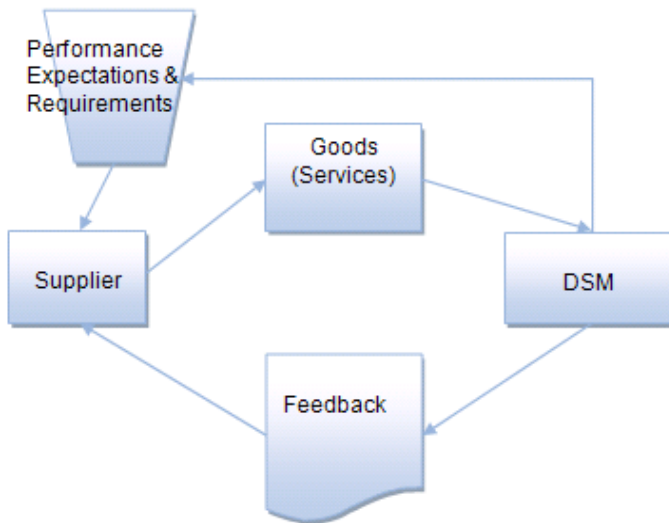 Performance
Expectations &
Requirements
Goods
(Services)
Supplier
DSM
Feedback